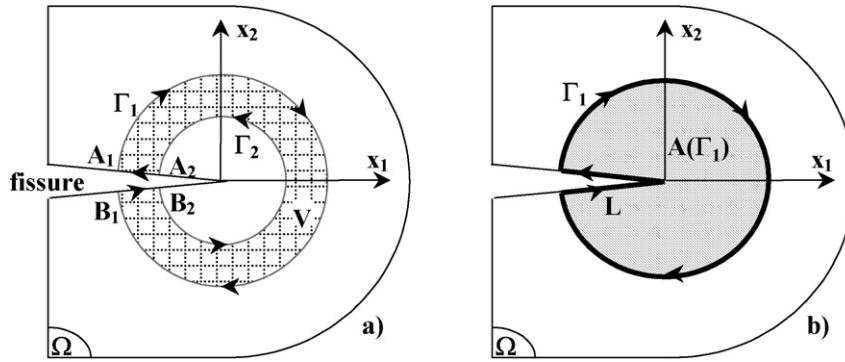 x₂
Γ₁
Γ₂
A₁
A₂
x₁
fissure
B₁
B₂
V
Ω
a)
x₂
Γ₁
A(Γ₁)
x₁
L
Ω
b)